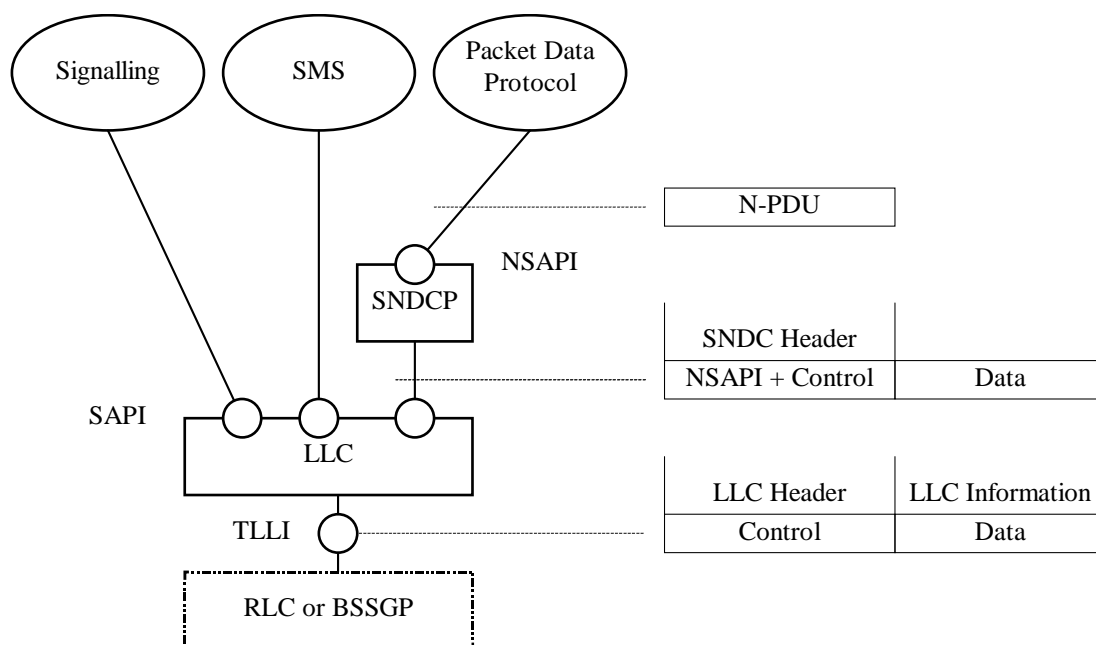 Signalling
SMS
Packet Data
Protocol
N-PDU
NSAPI
SNDCP
SNDC Header
NSAPI + Control
Data
SAPI
LLC
LLC Header
LLC Information
TLLI
Control
Data
RLC or BSSGP